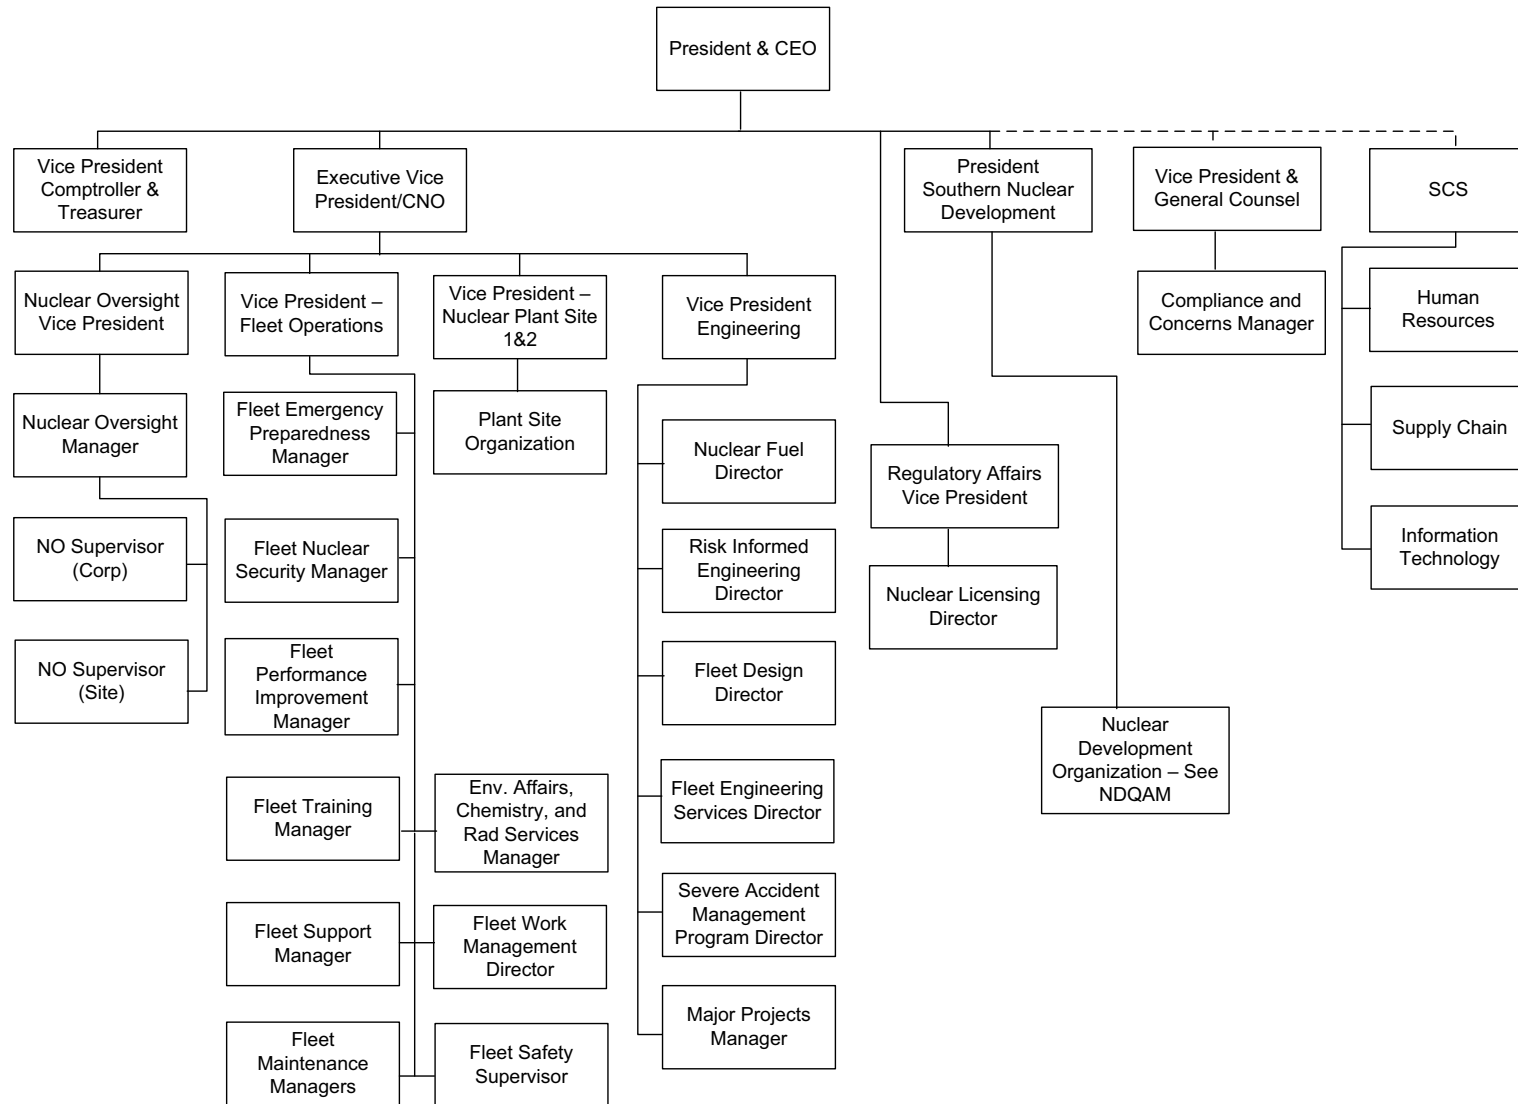 President & CEO
Vice President
Comptroller &
Treasurer
Executive Vice
President/CNO
President
Southern Nuclear
Development
Vice President &
General Counsel
SCS
Nuclear Oversight
Vice President
Vice President –
Fleet Operations
Vice President –
Nuclear Plant Site
1&2
Vice President
Engineering
Compliance and
Concerns Manager
Human
Resources
Nuclear Oversight
Manager
Fleet Emergency
Preparedness
Manager
Plant Site
Organization
Nuclear Fuel
Director
Regulatory Affairs
Vice President
Supply Chain
NO Supervisor
(Corp)
Fleet Nuclear
Security Manager
Risk Informed
Engineering
Director
Nuclear Licensing
Director
Information
Technology
NO Supervisor
(Site)
Fleet
Performance
Improvement
Manager
Fleet Design
Director
Nuclear
Development
Organization – See
NDQAM
Fleet Training
Manager
Env. Affairs,
Chemistry, and
Rad Services
Manager
Fleet Engineering
Services Director
Fleet Support
Manager
Fleet Work
Management
Director
Severe Accident
Management
Program Director
Fleet
Maintenance
Managers
Fleet Safety
Supervisor
Major Projects
Manager